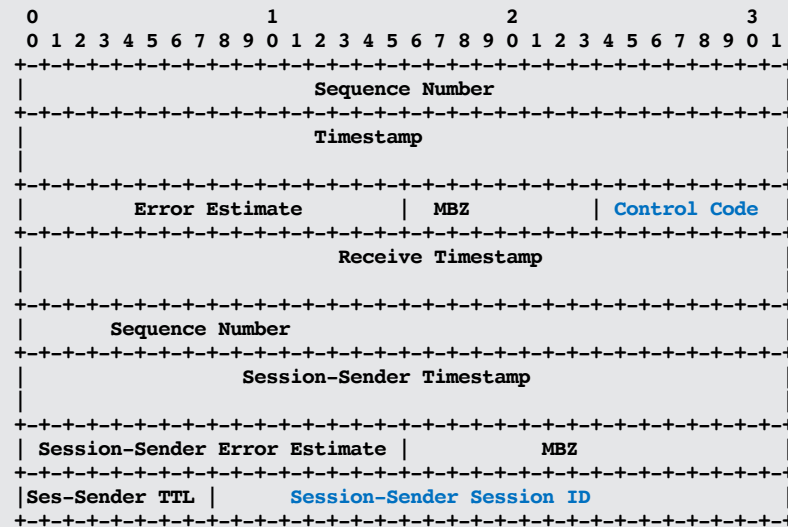 0                   1                   2                   3
 0 1 2 3 4 5 6 7 8 9 0 1 2 3 4 5 6 7 8 9 0 1 2 3 4 5 6 7 8 9 0 1
+-+-+-+-+-+-+-+-+-+-+-+-+-+-+-+-+-+-+-+-+-+-+-+-+-+-+-+-+-+-+-+-+
|                        Sequence Number                        |
+-+-+-+-+-+-+-+-+-+-+-+-+-+-+-+-+-+-+-+-+-+-+-+-+-+-+-+-+-+-+-+-+
|                        Timestamp                              |
|                                                               |
+-+-+-+-+-+-+-+-+-+-+-+-+-+-+-+-+-+-+-+-+-+-+-+-+-+-+-+-+-+-+-+-+
|         Error Estimate        |  MBZ          | Control Code  |
+-+-+-+-+-+-+-+-+-+-+-+-+-+-+-+-+-+-+-+-+-+-+-+-+-+-+-+-+-+-+-+-+
|                          Receive Timestamp                    |
|                                                               |
+-+-+-+-+-+-+-+-+-+-+-+-+-+-+-+-+-+-+-+-+-+-+-+-+-+-+-+-+-+-+-+-+
|       Sequence Number                                         |
+-+-+-+-+-+-+-+-+-+-+-+-+-+-+-+-+-+-+-+-+-+-+-+-+-+-+-+-+-+-+-+-+
|                  Session-Sender Timestamp                     |
|                                                               |
+-+-+-+-+-+-+-+-+-+-+-+-+-+-+-+-+-+-+-+-+-+-+-+-+-+-+-+-+-+-+-+-+
| Session-Sender Error Estimate |           MBZ                 |
+-+-+-+-+-+-+-+-+-+-+-+-+-+-+-+-+-+-+-+-+-+-+-+-+-+-+-+-+-+-+-+-+
|Ses-Sender TTL |      Session-Sender Session ID                |
+-+-+-+-+-+-+-+-+-+-+-+-+-+-+-+-+-+-+-+-+-+-+-+-+-+-+-+-+-+-+-+-+